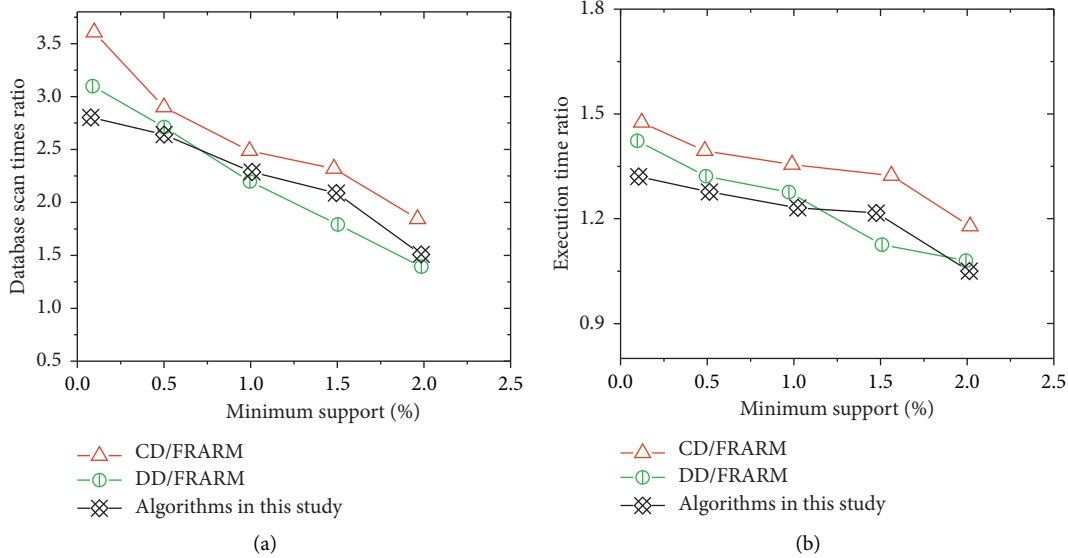 3.5
3.0
2.5
2.0
1.5
1.0
0.5
Database scan times ratio
0.0 0.5 1.0 1.5 2.0 2.5
Minimum support (%)
CD/FRARM
DD/FRARM
Algorithms in this study
(a)
1.8
1.5
1.2
0.9
Execution time ratio
0.0 0.5 1.0 1.5 2.0 2.5
Minimum support (%)
CD/FRARM
DD/FRARM
Algorithms in this study
(b)